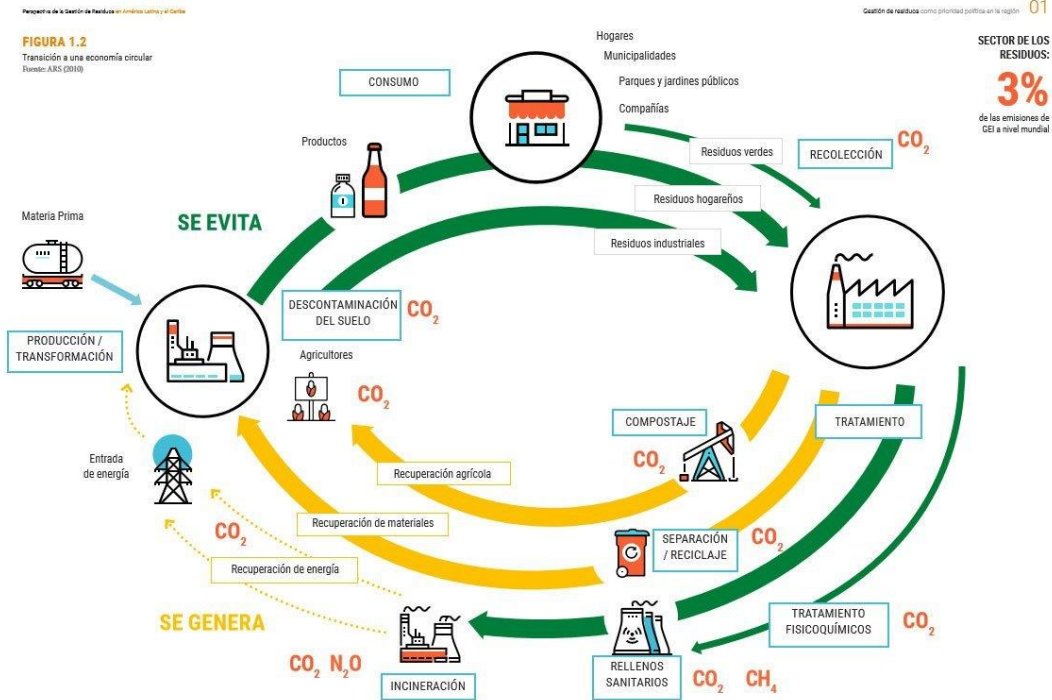 Perspectiva de la Gestión de Residuos en América Latina y el Caribe
Gestión de residuos como prioridad política en la región 01
FIGURA 1.2
Transición a una economía circular
Fuente: ARS (2010)
SECTOR DE LOS
RESIDUOS:
3%
de las emisiones de
GEI a nivel mundial
Hogares
Municipalidades
Parques y jardines públicos
Compañías
CONSUMO
Productos
Residuos verdes
RECOLECCIÓN
CO2
Residuos hogareños
Residuos industriales
SE EVITA
Materia Prima
DESCONTAMINACIÓN
DEL SUELO
CO2
PRODUCCIÓN /
TRANSFORMACIÓN
Agricultores
CO2
COMPOSTAJE
CO2
TRATAMIENTO
Entrada
de energía
Recuperación agrícola
Recuperación de materiales
CO2
SEPARACIÓN
/ RECICLAJE
CO2
Recuperación de energía
SE GENERA
TRATAMIENTO
FISICOQUÍMICOS
CO2
CO2 N2O
INCINERACIÓN
RELLENOS
SANITARIOS
CO2 CH4